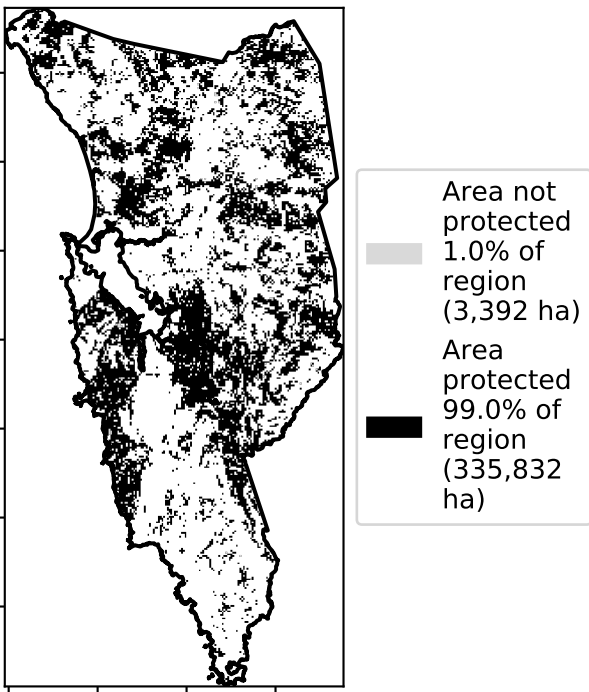 Area not
protected
1.0% of
region
(3,392 ha)
Area
protected
99.0% of
region
(335,832
ha)